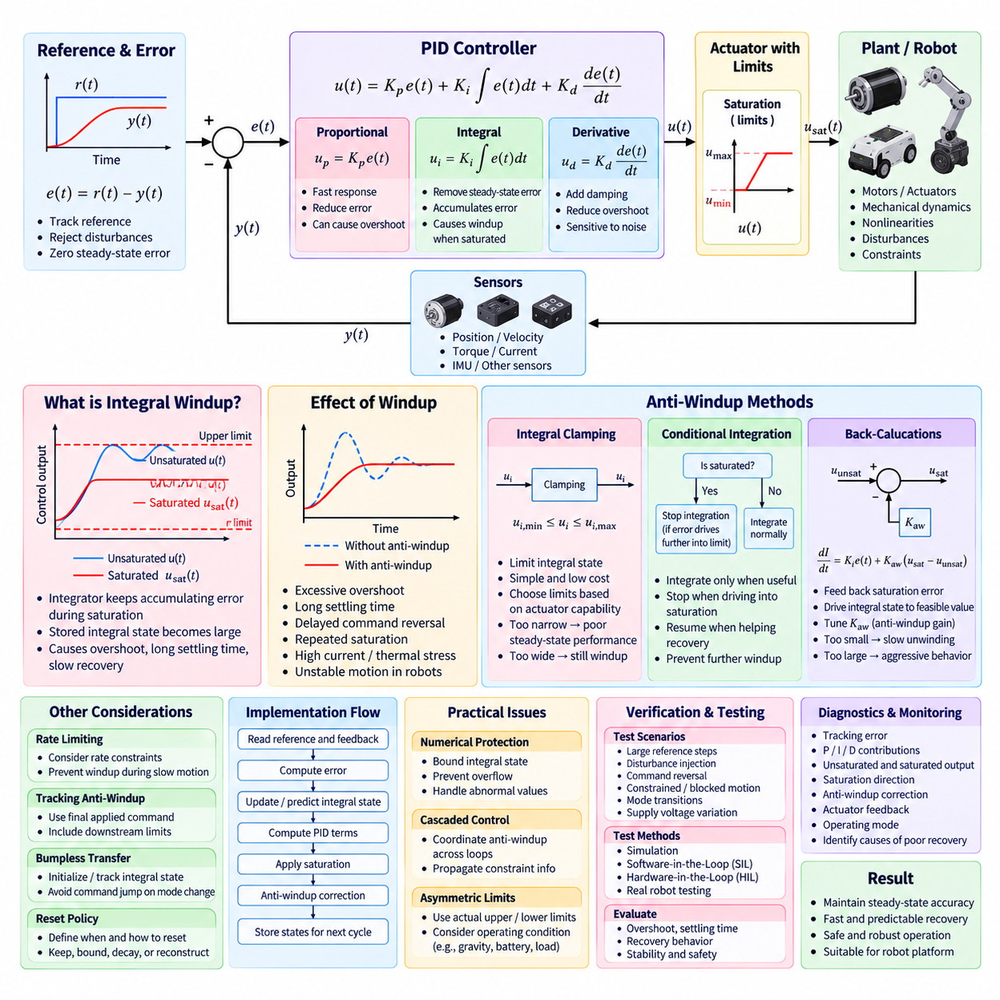 Reference & Error
r(t)
y(t)
Time
e(t) = r(t) − y(t)
• Track reference
• Reject disturbances
• Zero steady-state error
+
−
e(t)
y(t)
PID Controller
u(t) = K_p e(t) + K_i ∫ e(t)dt + K_d de(t)/dt
Proportional
u_p = K_p e(t)
• Fast response
• Reduce error
• Can cause overshoot
Integral
u_i = K_i ∫ e(t)dt
• Remove steady-state error
• Accumulates error
• Causes windup
when saturated
Derivative
u_d = K_d de(t)/dt
• Add damping
• Reduce overshoot
• Sensitive to noise
u(t)
Actuator with
Limits
Saturation
( limits )
u_max
u_min
u(t)
u_sat(t)
Plant / Robot
• Motors / Actuators
• Mechanical dynamics
• Nonlinearities
• Disturbances
• Constraints
Sensors
• Position / Velocity
• Torque / Current
• IMU / Other sensors
y(t)
What is Integral Windup?
Control output
Upper limit
Unsaturated u(t)
Saturated u_sat(t)
r limit
Unsaturated u(t)
Saturated u_sat(t)
• Integrator keeps accumulating error
during saturation
• Stored integral state becomes large
• Causes overshoot, long settling time,
slow recovery
Effect of Windup
Output
Time
Without anti-windup
With anti-windup
• Excessive overshoot
• Long settling time
• Delayed command reversal
• Repeated saturation
• High current / thermal stress
• Unstable motion in robots
Anti-Windup Methods
Integral Clamping
u_i
Clamping
u_i
u_i,min ≤ u_i ≤ u_i,max
• Limit integral state
• Simple and low cost
• Choose limits based
on actuator capability
• Too narrow → poor
steady-state performance
• Too wide → still windup
Conditional Integration
Is saturated?
Yes
No
Stop integration
(if error drives
further into limit)
Integrate
normally
• Integrate only when useful
• Stop when driving into
saturation
• Resume when helping
recovery
• Prevent further windup
Back-Calucations
u_unsat
+
−
u_sat
K_aw
dI/dt = K_i e(t) + K_aw(u_sat − u_unsat)
• Feed back saturation error
• Drive integral state to feasible value
• Tune K_aw (anti-windup gain)
• Too small → slow unwinding
• Too large → aggressive behavior
Other Considerations
Rate Limiting
• Consider rate constraints
• Prevent windup during slow motion
Tracking Anti-Windup
• Use final applied command
• Include downstream limits
Bumpless Transfer
• Initialize / track integral state
• Avoid command jump on mode change
Reset Policy
• Define when and how to reset
• Keep, bound, decay, or reconstruct
Implementation Flow
Read reference and feedback
Compute error
Update / predict integral state
Compute PID terms
Apply saturation
Anti-windup correction
Store states for next cycle
Practical Issues
Numerical Protection
• Bound integral state
• Prevent overflow
• Handle abnormal values
Cascaded Control
• Coordinate anti-windup
across loops
• Propagate constraint info
Asymmetric Limits
• Use actual upper / lower limits
• Consider operating condition
(e.g., gravity, battery, load)
Verification & Testing
Test Scenarios
• Large reference steps
• Disturbance injection
• Command reversal
• Constrained / blocked motion
• Mode transitions
• Supply voltage variation
Test Methods
• Simulation
• Software-in-the-Loop (SIL)
• Hardware-in-the-Loop (HIL)
• Real robot testing
Evaluate
• Overshoot, settling time
• Recovery behavior
• Stability and safety
Diagnostics & Monitoring
• Tracking error
• P / I / D contributions
• Unsaturated and saturated output
• Saturation direction
• Anti-windup correction
• Actuator feedback
• Operating mode
• Identify causes of poor recovery
Result
• Maintain steady-state accuracy
• Fast and predictable recovery
• Safe and robust operation
• Suitable for robot platform